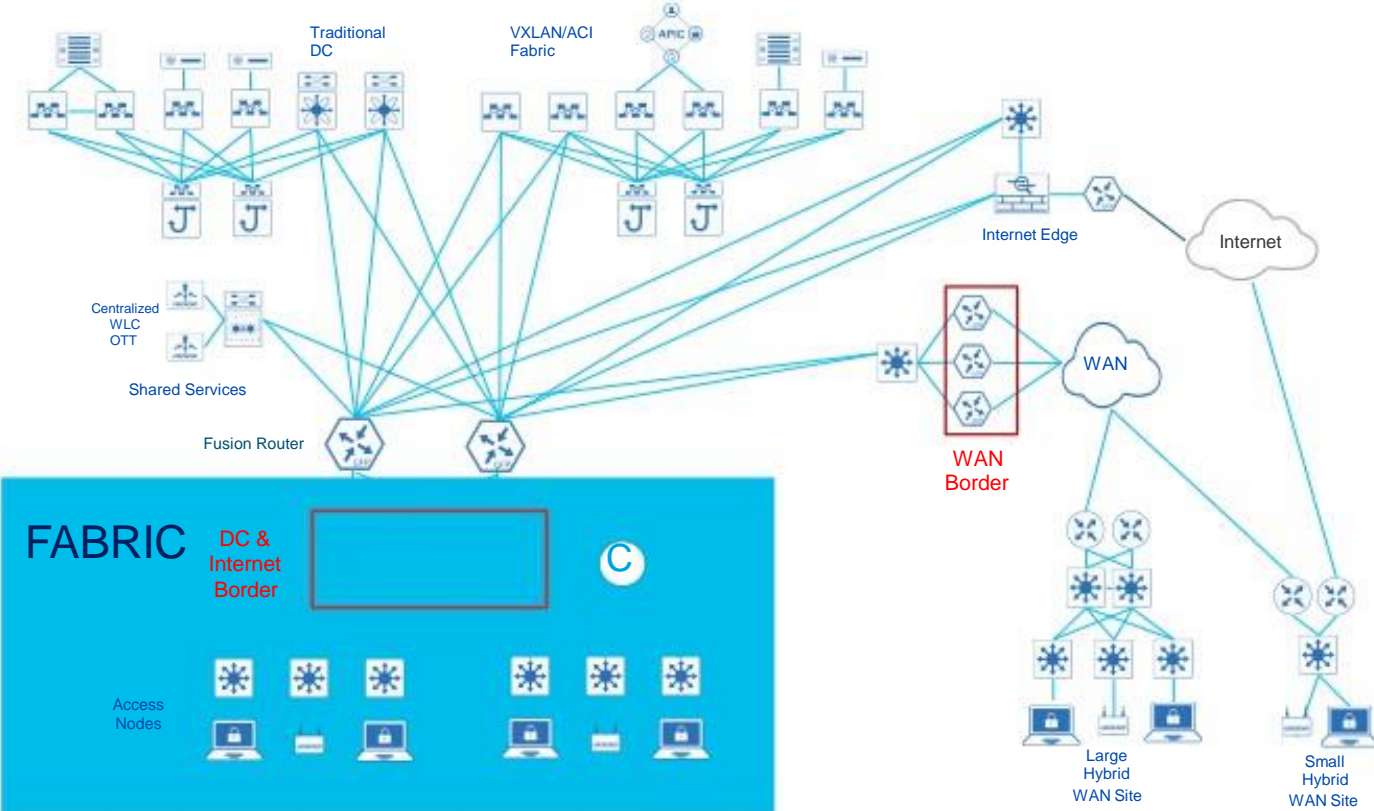 Traditional
DC
VXLAN/ACI
Fabric
APIC
Internet Edge
Internet
Centralized
WLC
OTT
Shared Services
WAN
Fusion Router
WAN
Border
FABRIC
DC &
Internet
Border
C
Access
Nodes
Large
Hybrid
WAN Site
Small
Hybrid
WAN Site